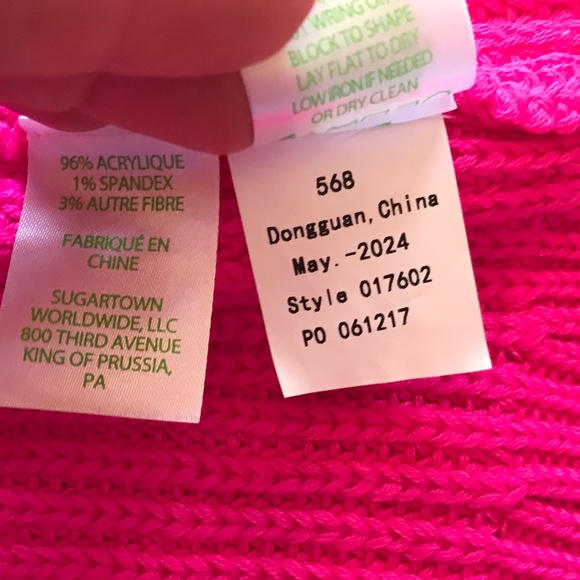 WRING
BLOCK TO SHAPE
LAY FLAT TO DRY
LOW IRON IF NEEDED
OR DRY CLEAN
96% ACRYLIQUE
1% SPANDEX
3% AUTRE FIBRE
FABRIQUÉ EN
CHINE
SUGARTOWN
WORLDWIDE, LLC
800 THIRD AVENUE
KING OF PRUSSIA,
PA
568
Dongguan,China
May.-2024
Style 017602
PO 061217